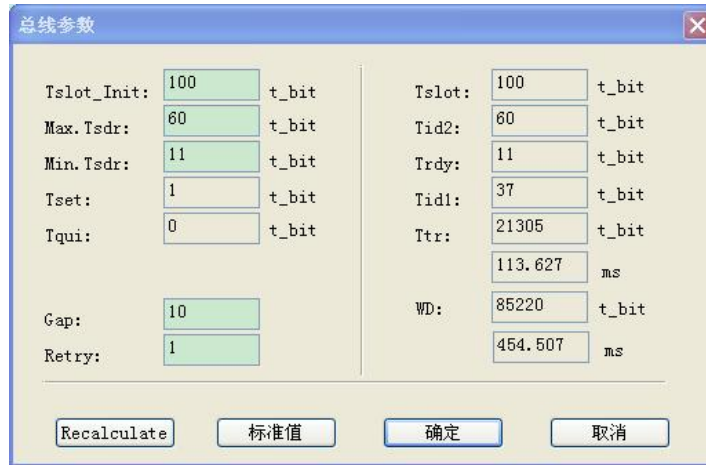 总线参数
Tslot_Init: 100 t_bit
Max.Tsdr: 60 t_bit
Min.Tsdr: 11 t_bit
Tset: 1 t_bit
Tqui: 0 t_bit
Gap: 10
Retry: 1
Tslot: 100 t_bit
Tid2: 60 t_bit
Trdy: 11 t_bit
Tid1: 37 t_bit
Ttr: 21305 t_bit
113.627 ms
WD: 85220 t_bit
454.507 ms
Recalculate 标准值 确定 取消